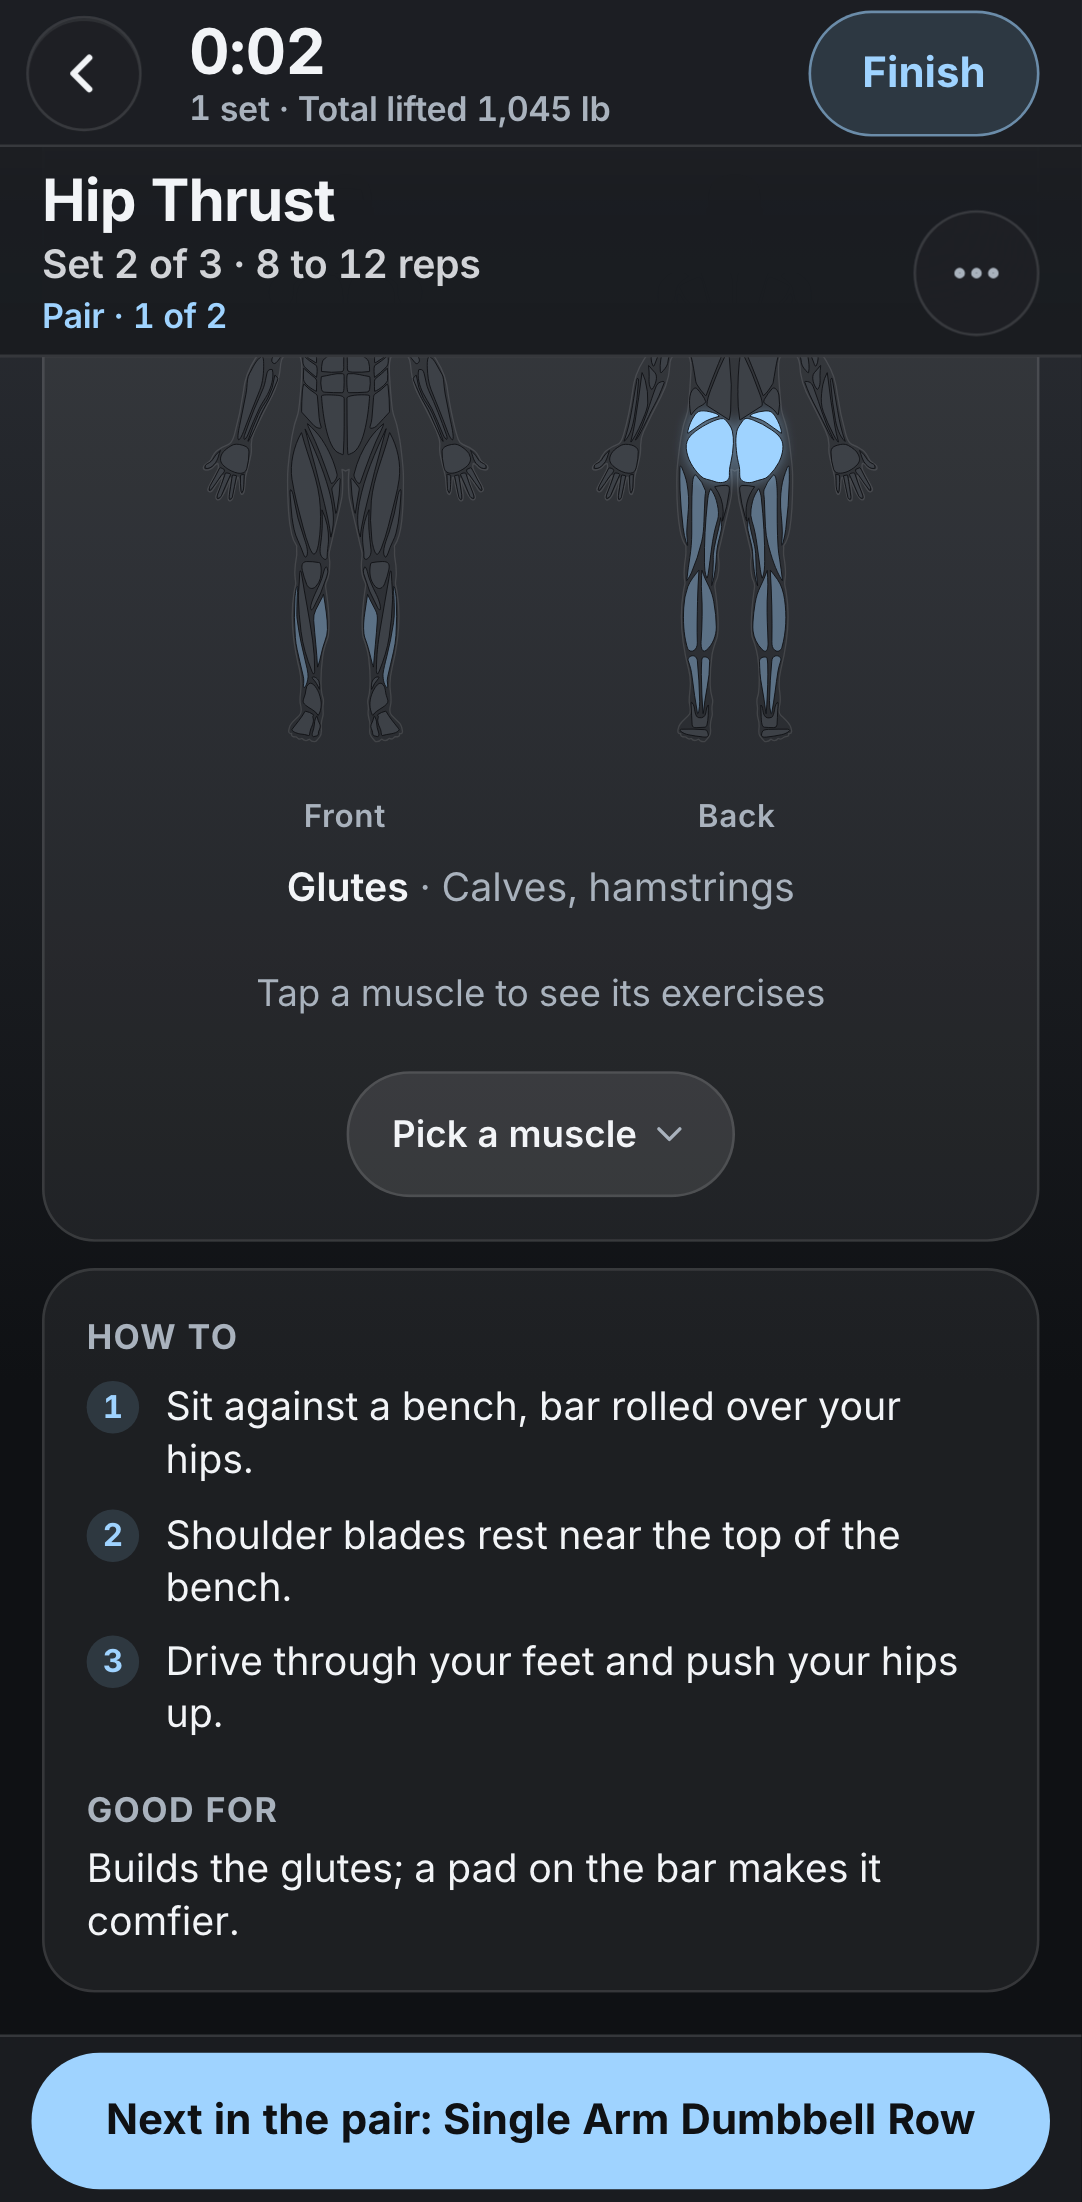 0:02
1 set · Total lifted 1,045 lb
Finish
Hip Thrust
Set 2 of 3 · 8 to 12 reps
Pair · 1 of 2
Front
Back
Glutes · Calves, hamstrings
Tap a muscle to see its exercises
Pick a muscle
HOW TO
1 Sit against a bench, bar rolled over your
hips.
2 Shoulder blades rest near the top of the
bench.
3 Drive through your feet and push your hips
up.
GOOD FOR
Builds the glutes; a pad on the bar makes it
comfier.
Next in the pair: Single Arm Dumbbell Row